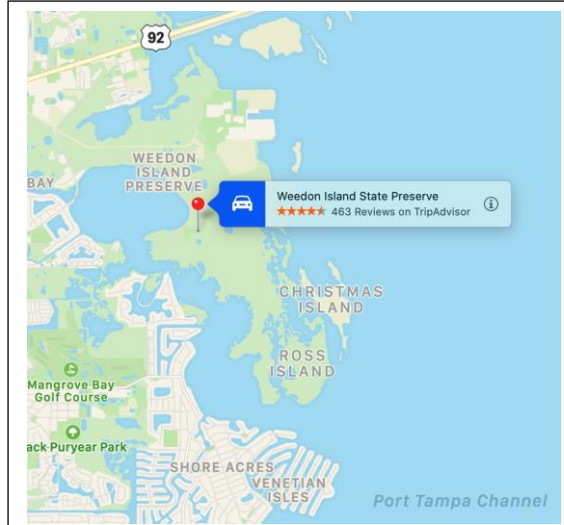 92
WEEDON
ISLAND
PRESERVE
BAY
Weedon Island State Preserve
463 Reviews on TripAdvisor
CHRISTMAS
ISLAND
ROSS
ISLAND
Mangrove Bay
Golf Course
ack Puryear Park
SHORE ACRES
VENETIAN
ISLES
Port Tampa Channel